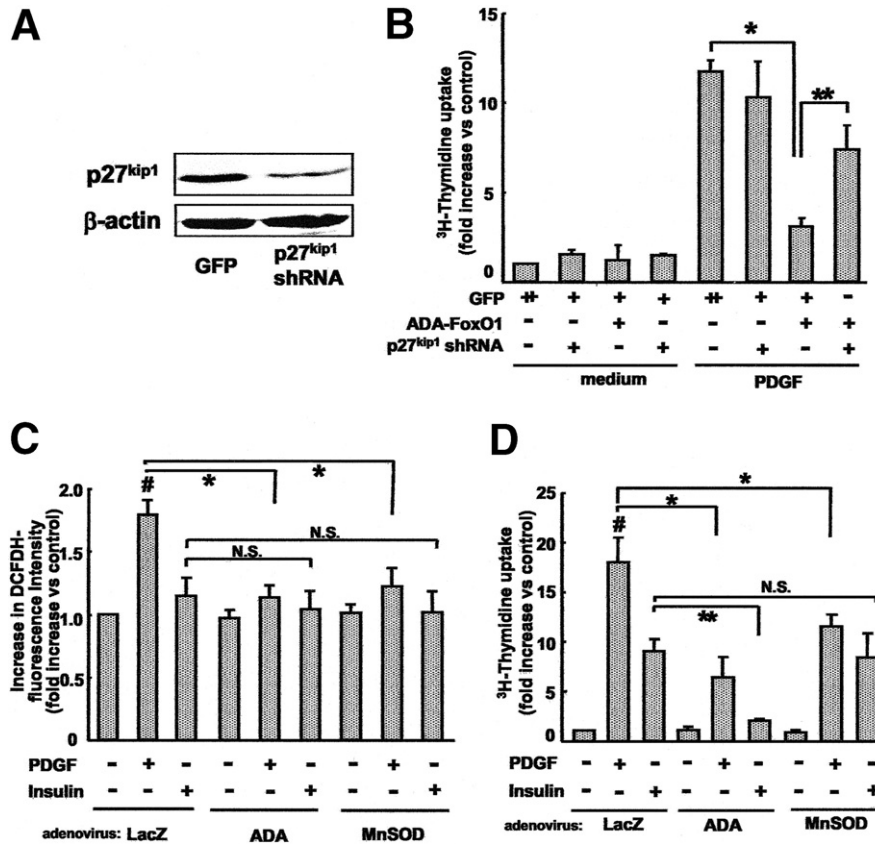 A
p27kip1
β-actin
GFP
p27kip1
shRNA
B
3H-Thymidine uptake
(fold increase vs control)
15
10
5
0
*
**
GFP ++ + + + ++ + + -
ADA-FoxO1 - - + - - - + +
p27kip1 shRNA - + - + - + - +
medium
PDGF
C
Increase in DCFDH-
fluorescence Intensity
(fold increase vs control)
2.0
1.5
1.0
0.5
0
#
*
*
N.S.
N.S.
PDGF - + - - + - - + -
Insulin - - + - - + - - +
adenovirus: LacZ ADA MnSOD
D
3H-Thymidine uptake
(fold increase vs control)
25
20
15
10
5
0
#
*
*
**
N.S.
PDGF - + - - + - - + -
Insulin - - + - - + - - +
adenovirus: LacZ ADA MnSOD